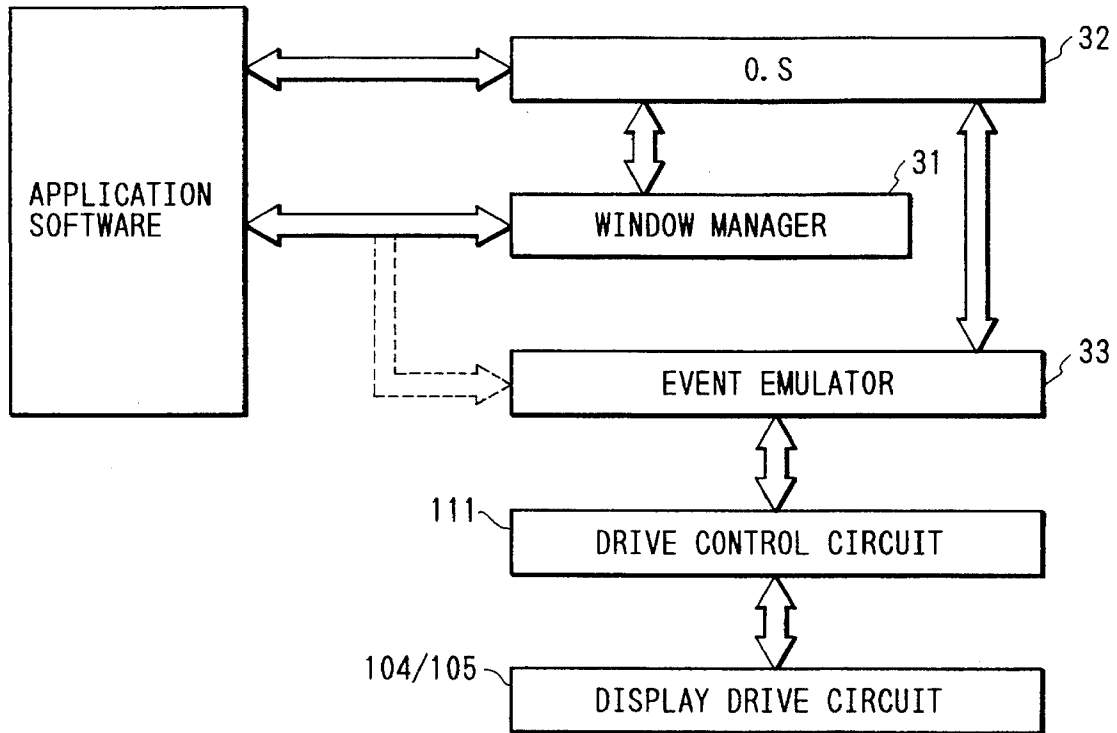 32
O.S
31
APPLICATION
SOFTWARE
WINDOW MANAGER
33
EVENT EMULATOR
111
DRIVE CONTROL CIRCUIT
104/105
DISPLAY DRIVE CIRCUIT